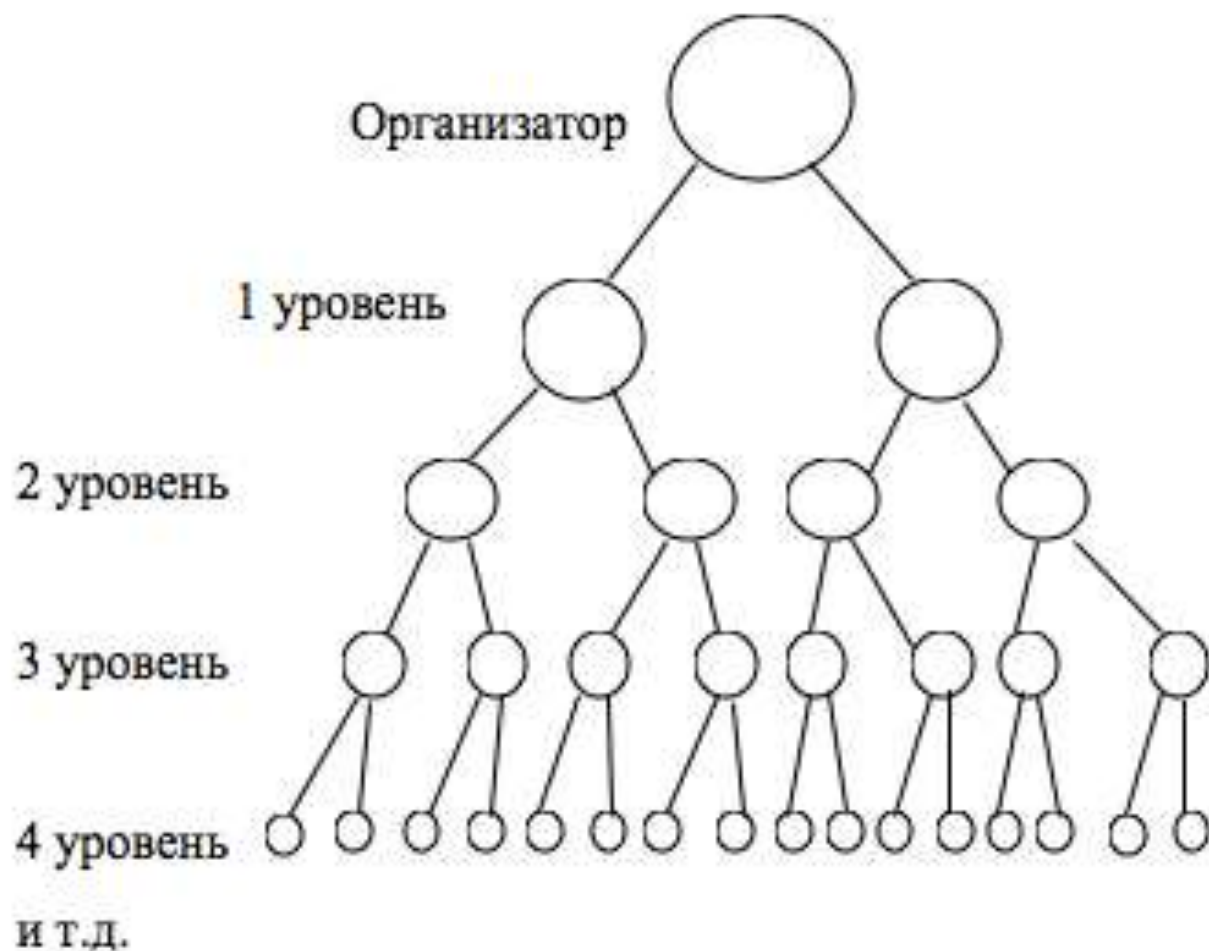 Организатор
1 уровень
2 уровень
3 уровень
4 уровень
и т.д.